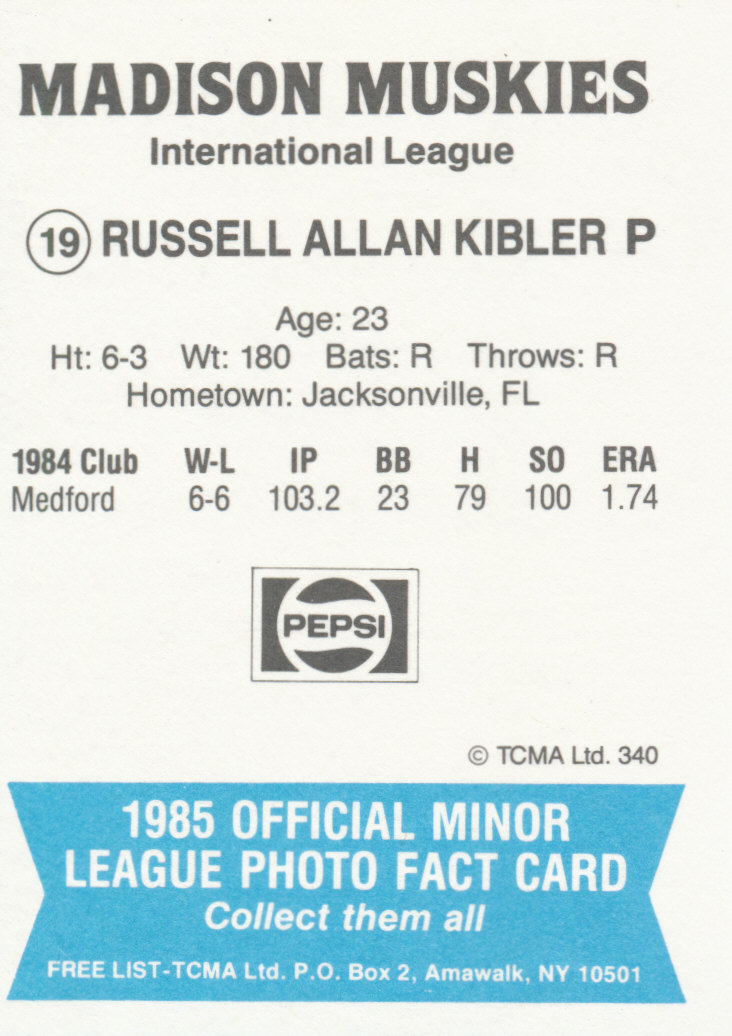 MADISON MUSKIES
International League
19 RUSSELL ALLAN KIBLER P
Age: 23
Ht: 6-3 Wt: 180 Bats: R Throws: R
Hometown: Jacksonville, FL
1984 Club W-L IP BB H SO ERA
Medford 6-6 103.2 23 79 100 1.74
PEPSI
© TCMA Ltd. 340
1985 OFFICIAL MINOR
LEAGUE PHOTO FACT CARD
Collect them all
FREE LIST-TCMA Ltd. P.O. Box 2, Amawalk, NY 10501